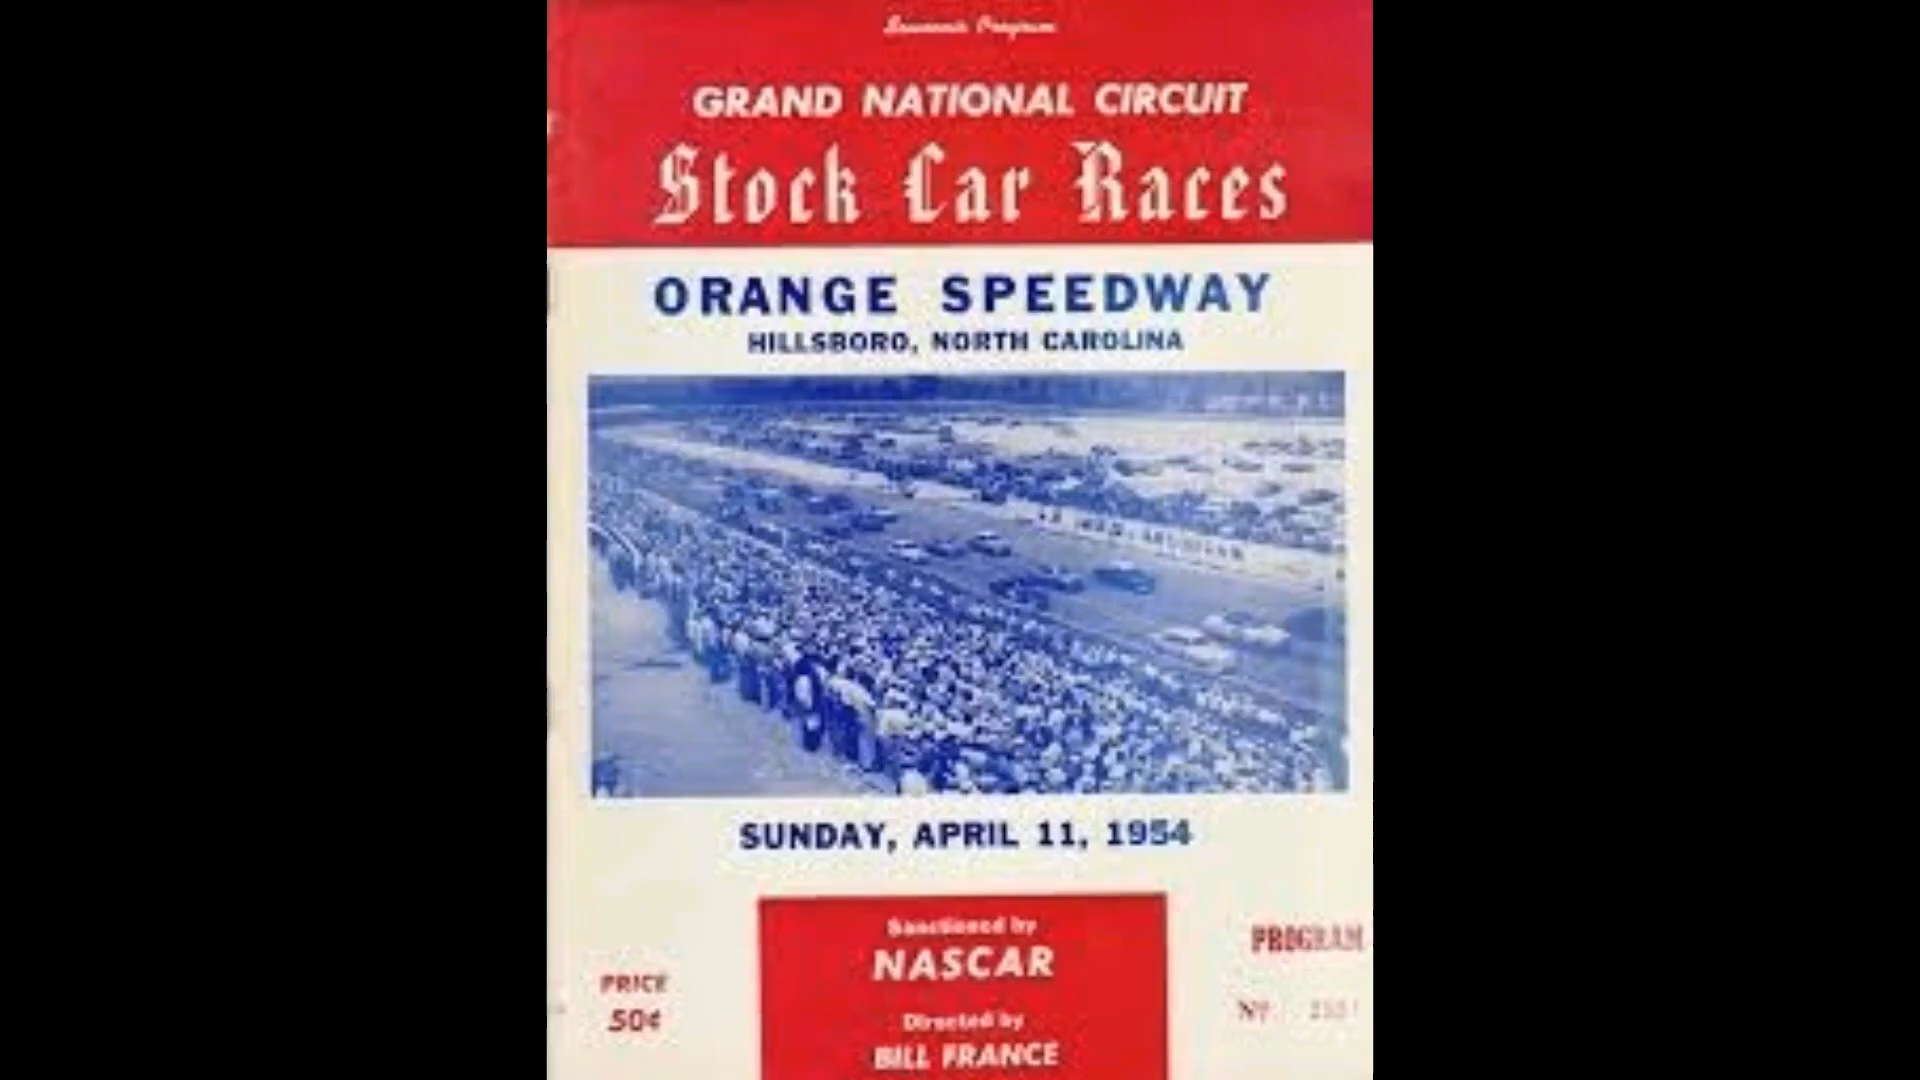 Souvenir Program
GRAND NATIONAL CIRCUIT
Stock Car Races
ORANGE SPEEDWAY
HILLSBORO, NORTH CAROLINA
SUNDAY, APRIL 11, 1954
Sanctioned by
NASCAR
Directed by
BILL FRANCE
PRICE
50¢
PROGRAM
Nº